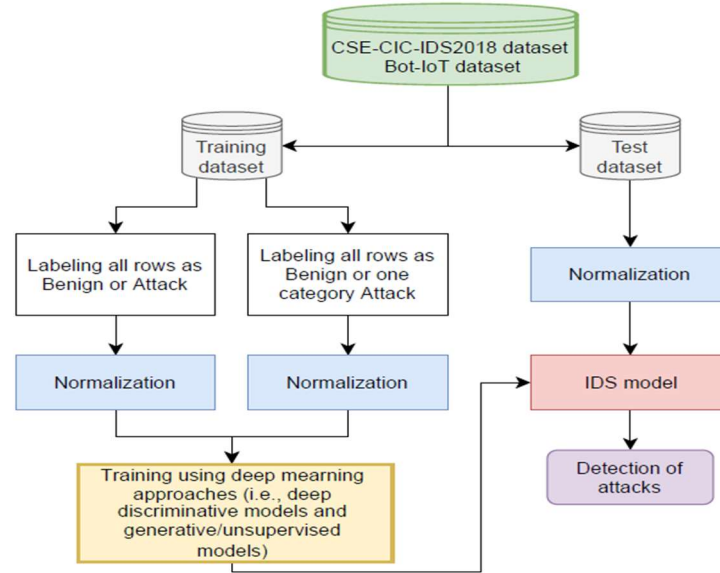 CSE-CIC-IDS2018 dataset
Bot-IoT dataset
Training
dataset
Test
dataset
Labeling all rows as
Benign or Attack
Labeling all rows as
Benign or one
category Attack
Normalization
Normalization
Normalization
IDS model
Training using deep mearning
approaches (i.e., deep
discriminative models and
generative/unsupervised
models)
Detection of
attacks